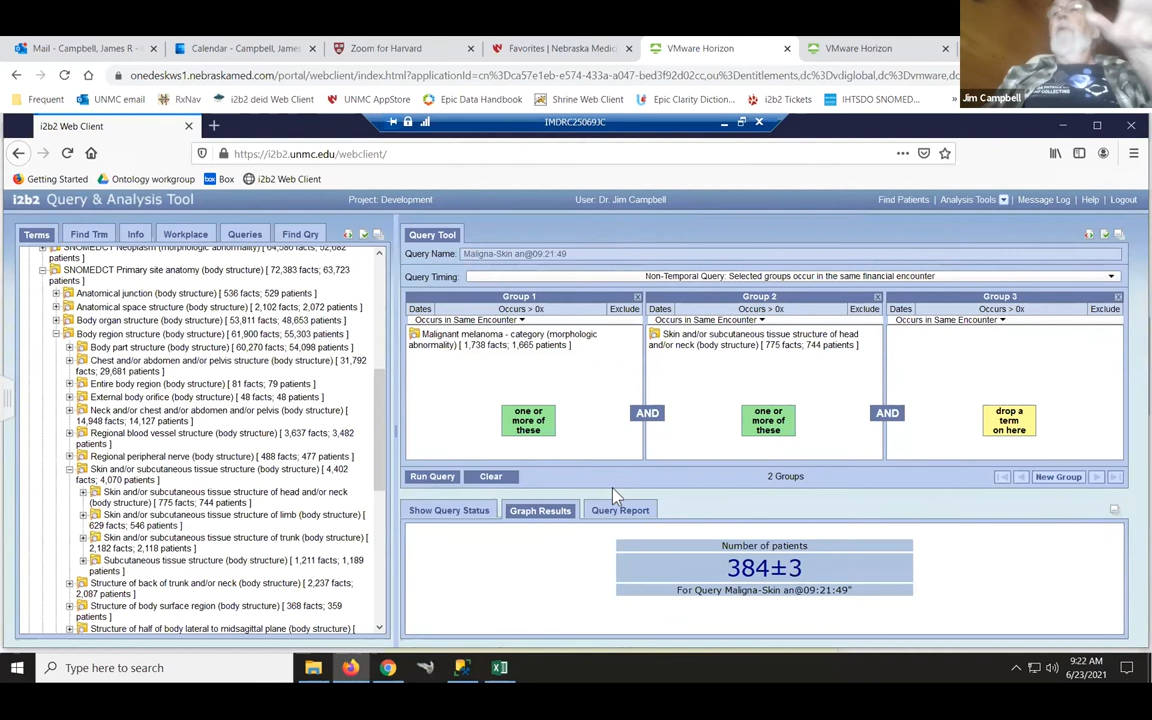 Mail - Campbell, James R -
Calendar - Campbell, James
Zoom for Harvard
Favorites | Nebraska Medic
VMware Horizon
VMware Horizon
onedeskws1.nebraskamed.com/portal/webclient/index.html?applicationId=cn%3Dca57e1eb-e574-433a-a047-bed3f92d02cc,ou%3Dentitlements,dc%3Dvdiglobal,dc%3Dvmware,
Frequent
UNMC email
RxNav
i2b2 deid Web Client
UNMC AppStore
Epic Data Handbook
Shrine Web Client
Epic Clarity Diction...
i2b2 Tickets
IHTSDO SNOMED...
Jim Campbell
i2b2 Web Client
IMDRC25069JC
https://i2b2.unmc.edu/webclient/
Getting Started
Ontology workgroup
Box
i2b2 Web Client
i2b2 Query & Analysis Tool
Project: Development
User: Dr. Jim Campbell
Find Patients | Analysis Tools | Message Log | Help | Logout
Terms
Find Trm
Info
Workplace
Queries
Find Qry
patients ]
SNOMEDCT Primary site anatomy (body structure) [ 72,383 facts; 63,723
patients ]
Anatomical junction (body structure) [ 536 facts; 529 patients ]
Anatomical space structure (body structure) [ 2,102 facts; 2,072 patients ]
Body organ structure (body structure) [ 53,811 facts; 48,653 patients ]
Body region structure (body structure) [ 61,900 facts; 55,303 patients ]
Body part structure (body structure) [ 60,270 facts; 54,098 patients ]
Chest and/or abdomen and/or pelvis structure (body structure) [ 31,792
facts; 29,681 patients ]
Entire body region (body structure) [ 81 facts; 79 patients ]
External body orifice (body structure) [ 48 facts; 48 patients ]
Neck and/or chest and/or abdomen and/or pelvis (body structure) [
14,948 facts; 14,127 patients ]
Regional blood vessel structure (body structure) [ 3,637 facts; 3,482
patients ]
Regional peripheral nerve (body structure) [ 488 facts; 477 patients ]
Skin and/or subcutaneous tissue structure (body structure) [ 4,402
facts; 4,070 patients ]
Skin and/or subcutaneous tissue structure of head and/or neck
(body structure) [ 775 facts; 744 patients ]
Skin and/or subcutaneous tissue structure of limb (body structure) [
629 facts; 546 patients ]
Skin and/or subcutaneous tissue structure of trunk (body structure) [
2,182 facts; 2,118 patients ]
Subcutaneous tissue structure (body structure) [ 1,211 facts; 1,189
patients ]
Structure of back of trunk and/or neck (body structure) [ 2,237 facts;
2,087 patients ]
Structure of body surface region (body structure) [ 368 facts; 359
patients ]
Structure of half of body lateral to midsagittal plane (body structure) [
Query Tool
Query Name:
Maligna-Skin an@09:21:49
Query Timing:
Non-Temporal Query: Selected groups occur in the same financial encounter
Group 1
Group 2
Group 3
Dates
Occurs > 0x
Exclude
Dates
Occurs > 0x
Exclude
Dates
Occurs > 0x
Exclude
Occurs in Same Encounter
Occurs in Same Encounter
Occurs in Same Encounter
Malignant melanoma - category (morphologic
abnormality) [ 1,738 facts; 1,665 patients ]
Skin and/or subcutaneous tissue structure of head
and/or neck (body structure) [ 775 facts; 744 patients ]
one or
more of
these
AND
one or
more of
these
AND
drop a
term
on here
Run Query
Clear
2 Groups
New Group
Show Query Status
Graph Results
Query Report
Number of patients
384±3
For Query Maligna-Skin an@09:21:49"
Type here to search
9:22 AM
6/23/2021